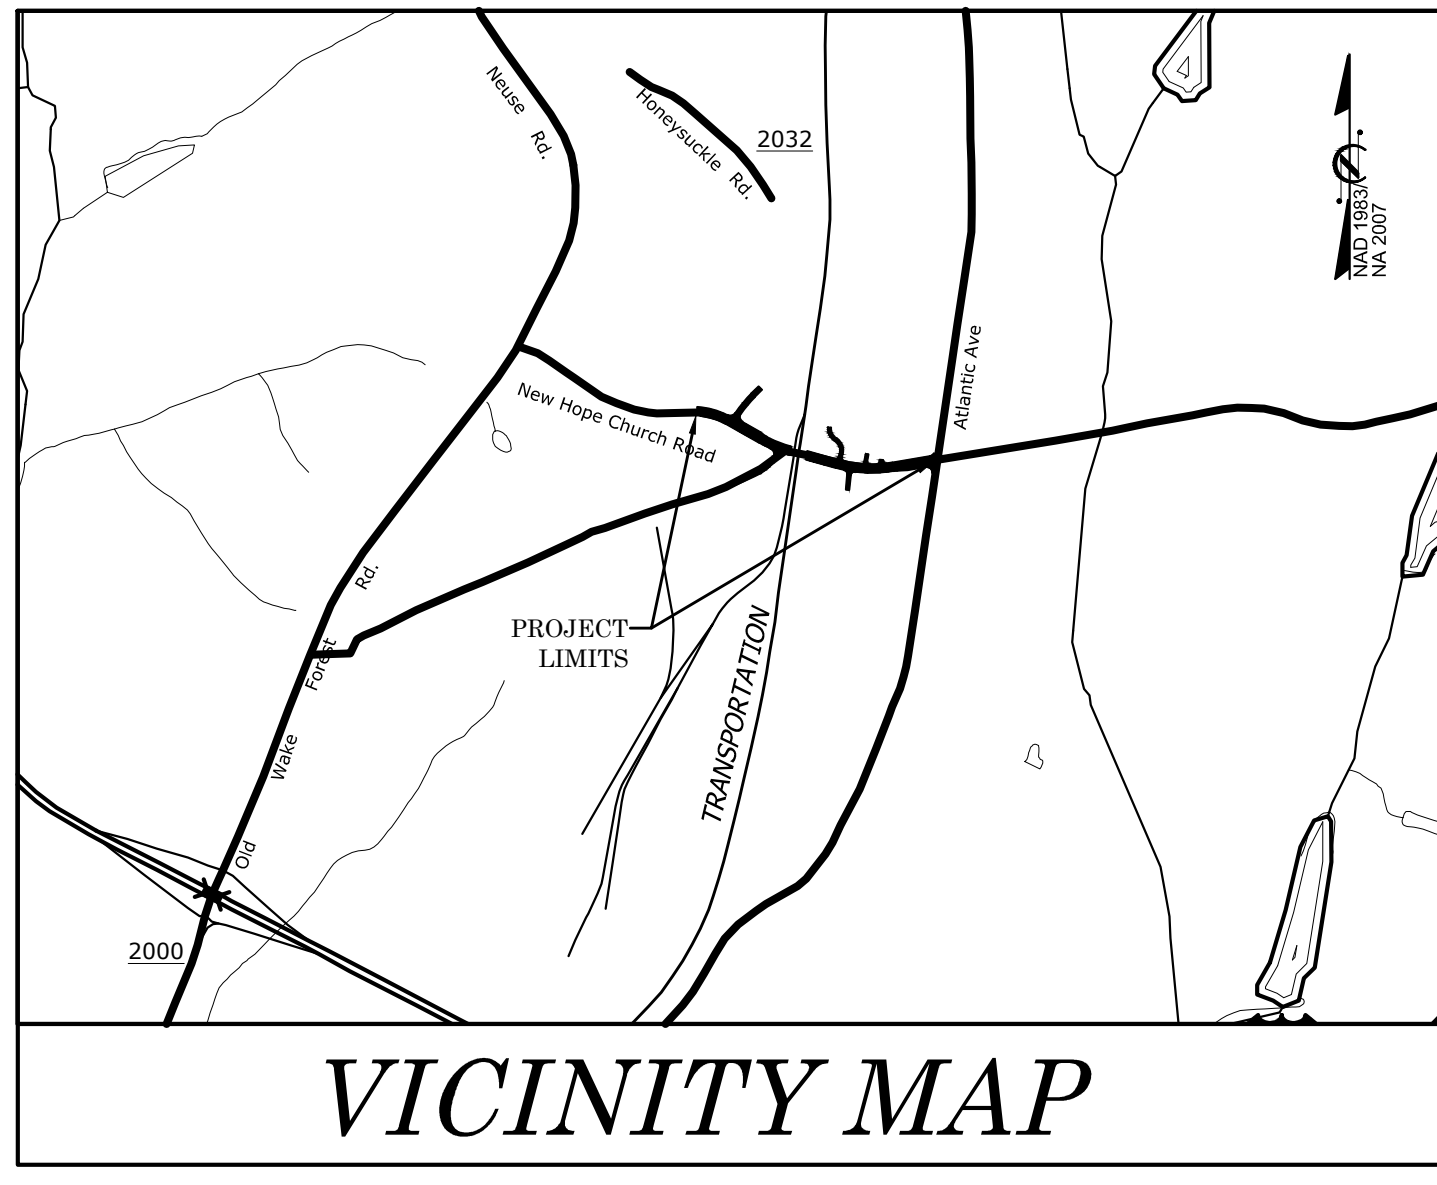 Neuse Rd.
Honeysuckle Rd.
2032
NAD 1983/
NA 2007
Atlantic Ave
New Hope Church Road
PROJECT
LIMITS
TRANSPORTATION
Old Wake Forest Rd.
2000
VICINITY MAP